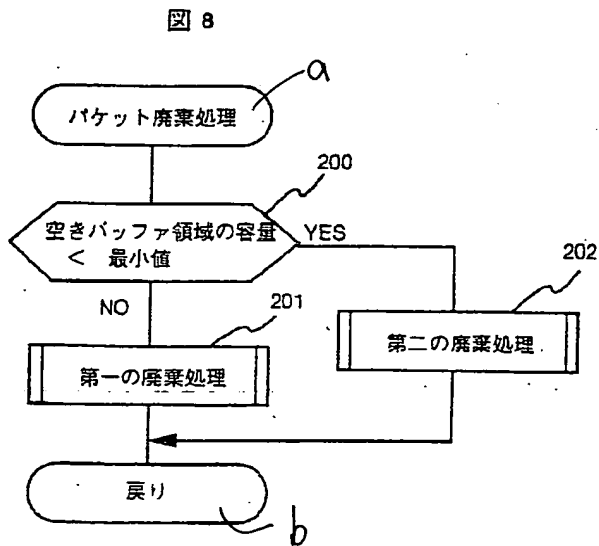 図 8
a
パケット廃棄処理
200
空きバッファ領域の容量
< 最小値
YES
NO
201
202
第一の廃棄処理
第二の廃棄処理
戻り
b